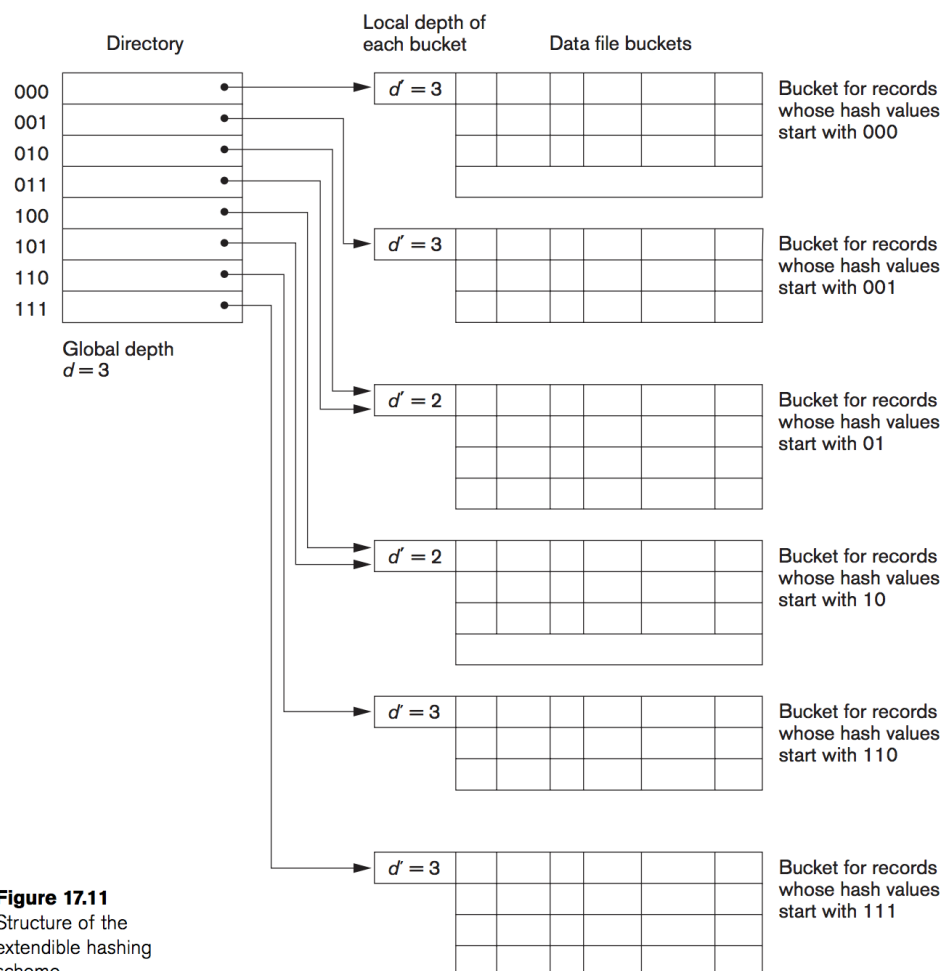 Directory
Local depth of
each bucket
Data file buckets
000
001
010
011
100
101
110
111
Global depth
d = 3
d′ = 3
Bucket for records
whose hash values
start with 000
d′ = 3
Bucket for records
whose hash values
start with 001
d′ = 2
Bucket for records
whose hash values
start with 01
d′ = 2
Bucket for records
whose hash values
start with 10
d′ = 3
Bucket for records
whose hash values
start with 110
d′ = 3
Bucket for records
whose hash values
start with 111
Figure 17.11
Structure of the
extendible hashing
scheme